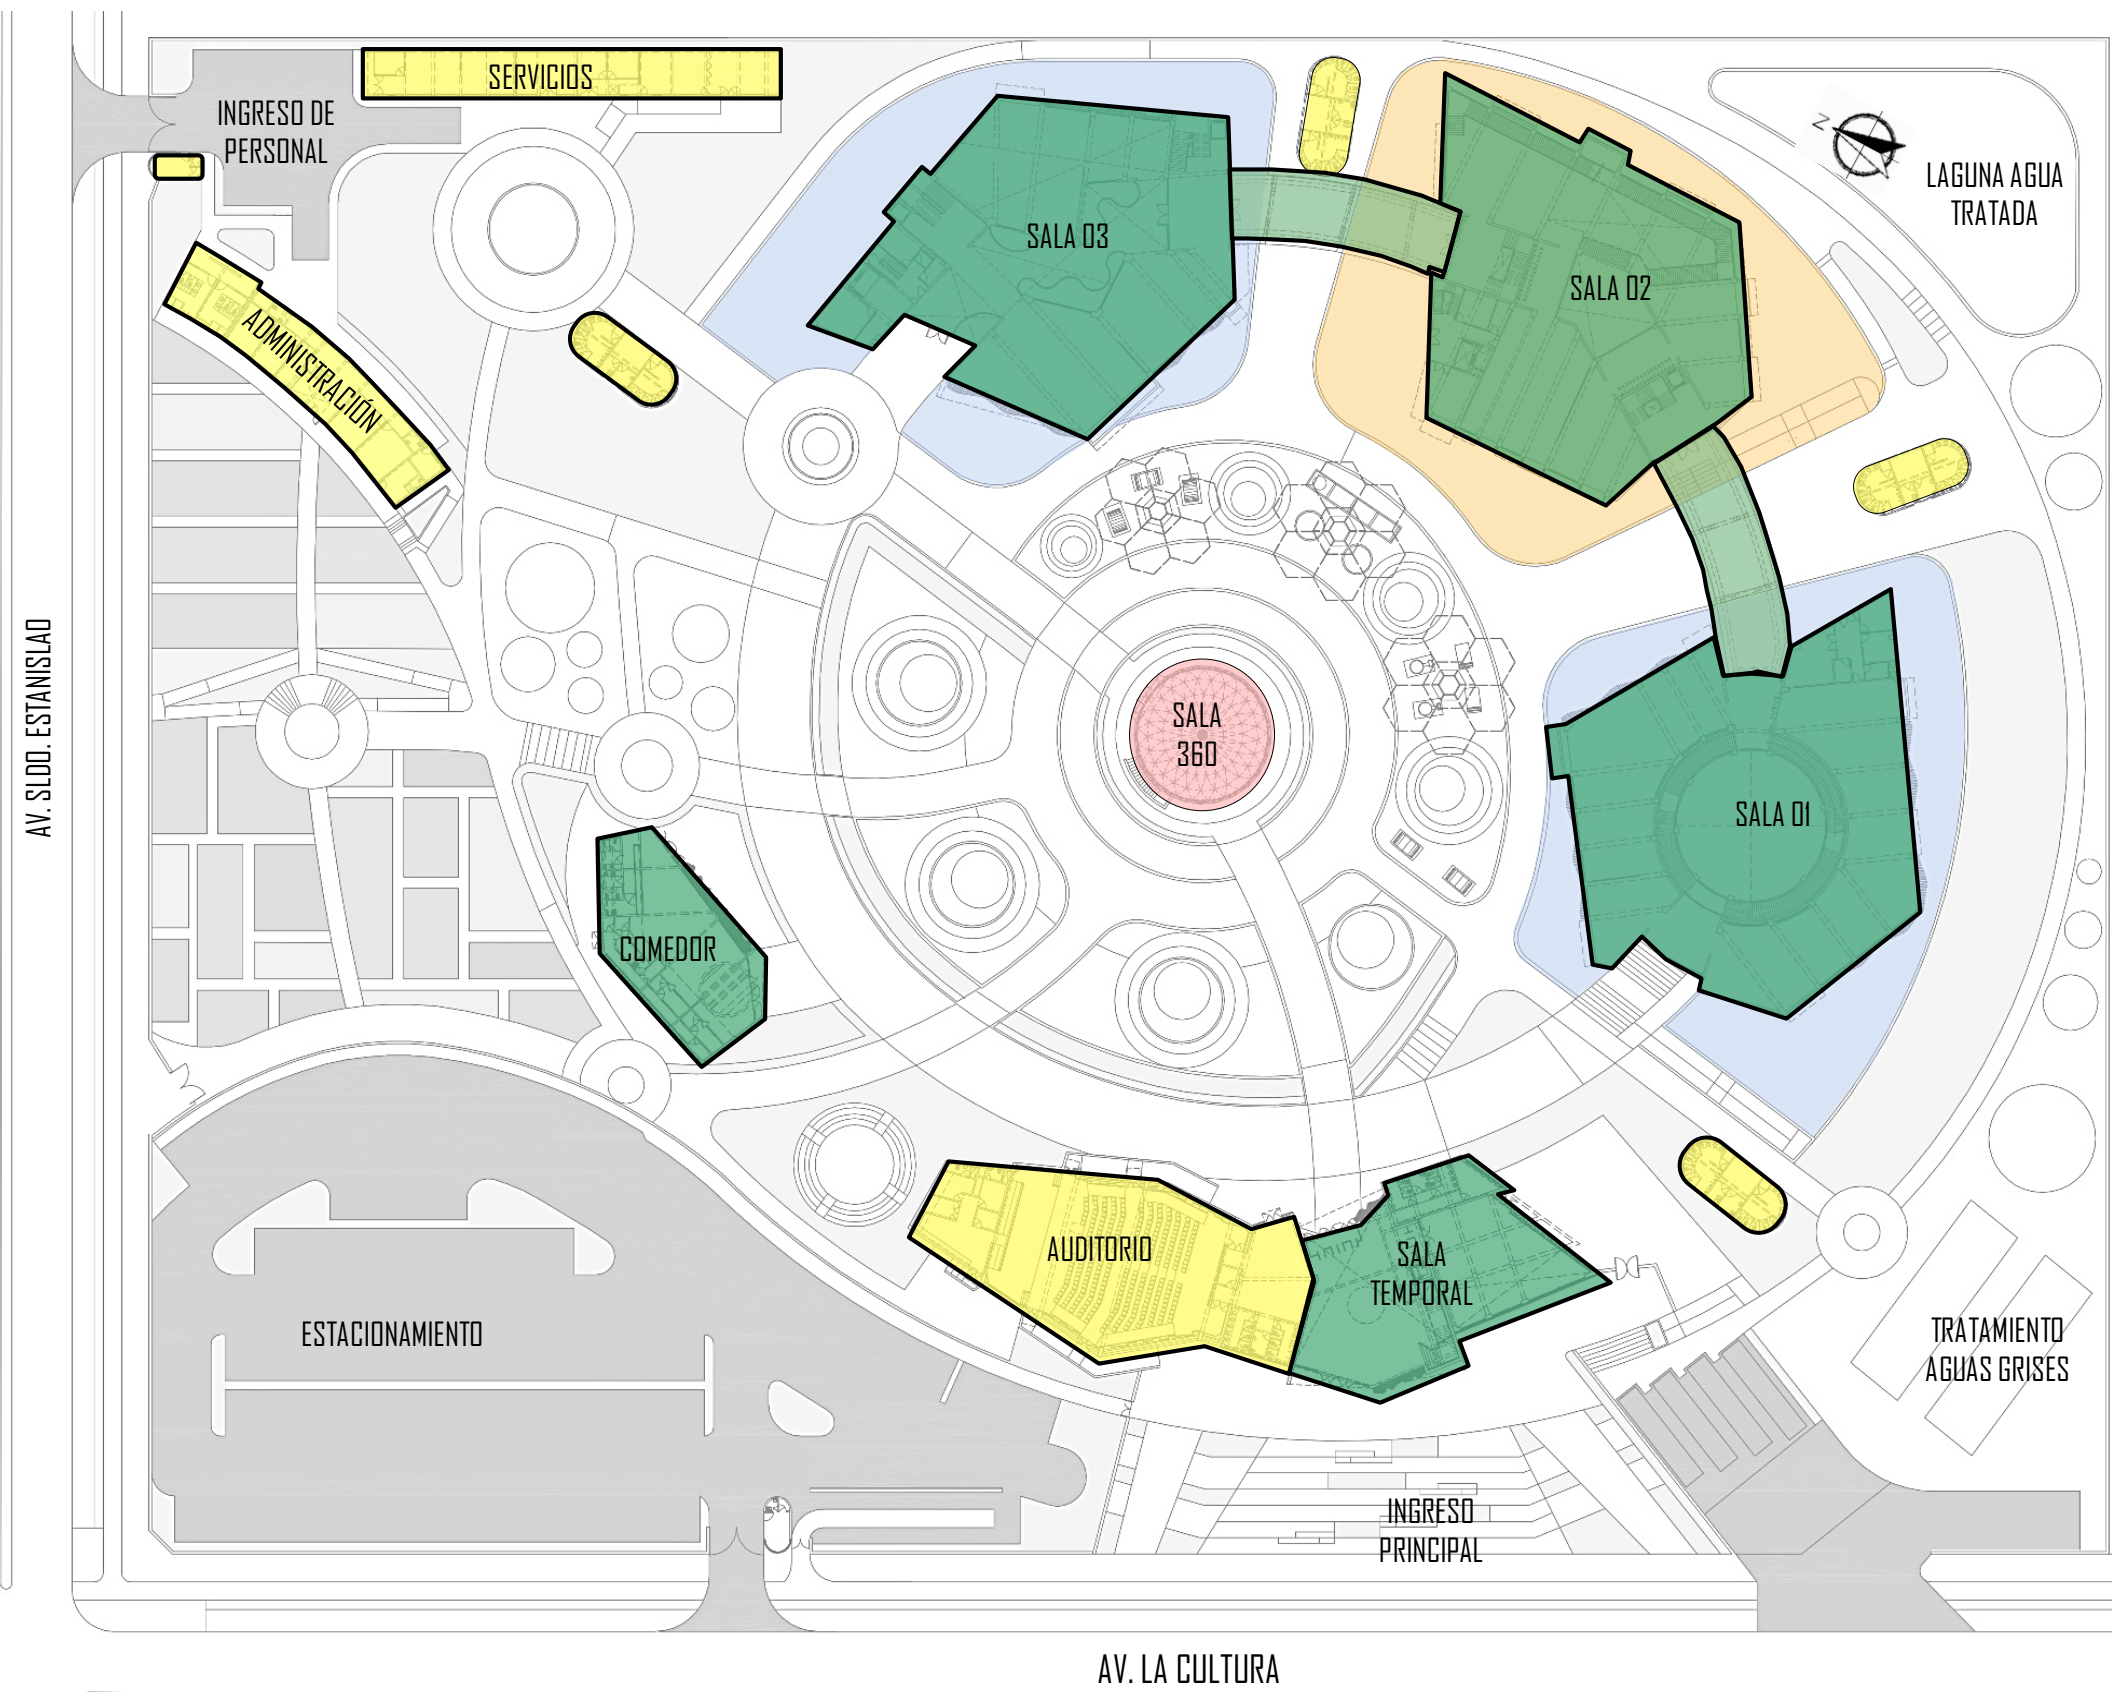 SERVICIOS
INGRESO DE
PERSONAL
N
LAGUNA AGUA
TRATADA
SALA 03
SALA 02
ADMINISTRACIÓN
AV. SLDO. ESTANISLAO
SALA
360
SALA 01
COMEDOR
AUDITORIO
SALA
TEMPORAL
ESTACIONAMIENTO
TRATAMIENTO
AGUAS GRISES
INGRESO
PRINCIPAL
AV. LA CULTURA